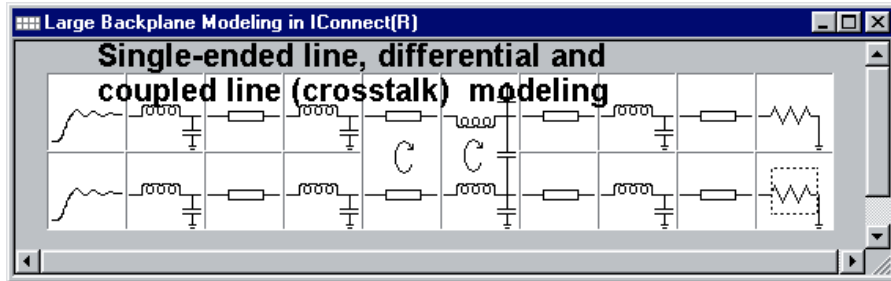 Large Backplane Modeling in IConnect(R)
Single-ended line, differential and
coupled line (crosstalk) modeling